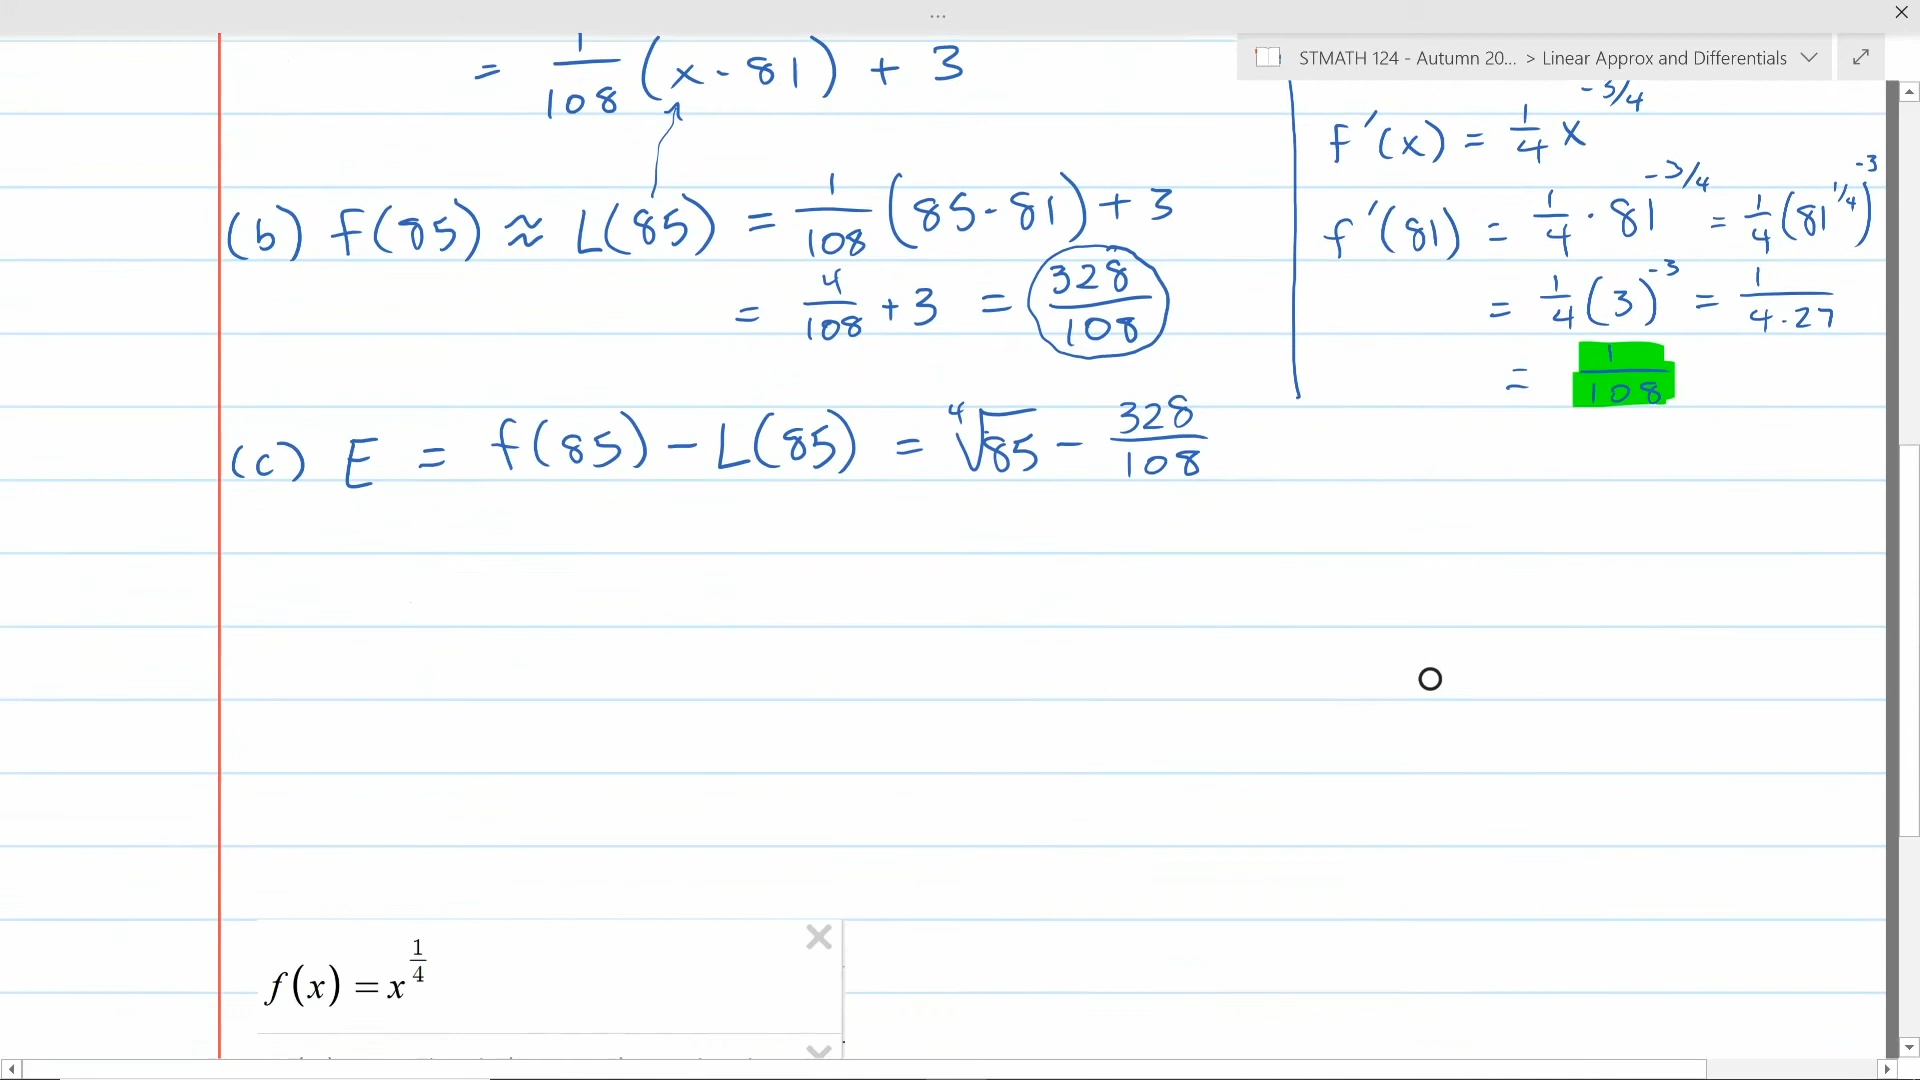 ...
STMATH 124 - Autumn 20... > Linear Approx and Differentials
= 1/108 (x - 81) + 3
(b) f(85) ≈ L(85) = 1/108 (85 - 81) + 3
= 4/108 + 3 = 328/108
(c) E = f(85) - L(85) = ⁴√85 - 328/108
f'(x) = 1/4 x^(-3/4)
f'(81) = 1/4 · 81^(-3/4) = 1/4 (81^(1/4))^(-3)
= 1/4 (3)^(-3) = 1/(4·27)
= 1/108
f(x) = x^(1/4)